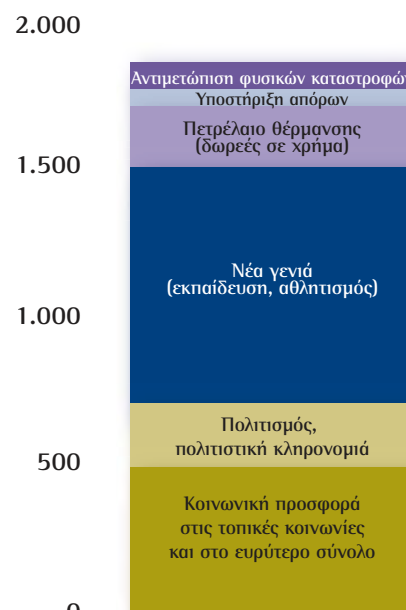 2.000
Αντιμετώπιση φυσικών καταστροφών
Υποστήριξη απόρων
Πετρέλαιο θέρμανσης
(δωρεές σε χρήμα)
1.500
Νέα γενιά
(εκπαίδευση, αθλητισμός)
1.000
Πολιτισμός,
πολιτιστική κληρονομιά
500
Κοινωνική προσφορά
στις τοπικές κοινωνίες
και στο ευρύτερο σύνολο
0